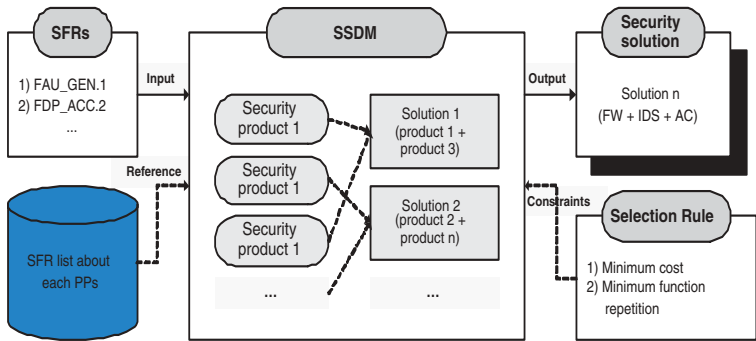 SFRs
1) FAU_GEN.1
2) FDP_ACC.2
...
Input
SFR list about
each PPs
Reference
SSDM
Security
product 1
Security
product 1
Security
product 1
...
Solution 1
(product 1 +
product 3)
Solution 2
(product 2 +
product n)
...
Output
Security
solution
Solution n
(FW + IDS + AC)
Constraints
Selection Rule
1) Minimum cost
2) Minimum function
repetition